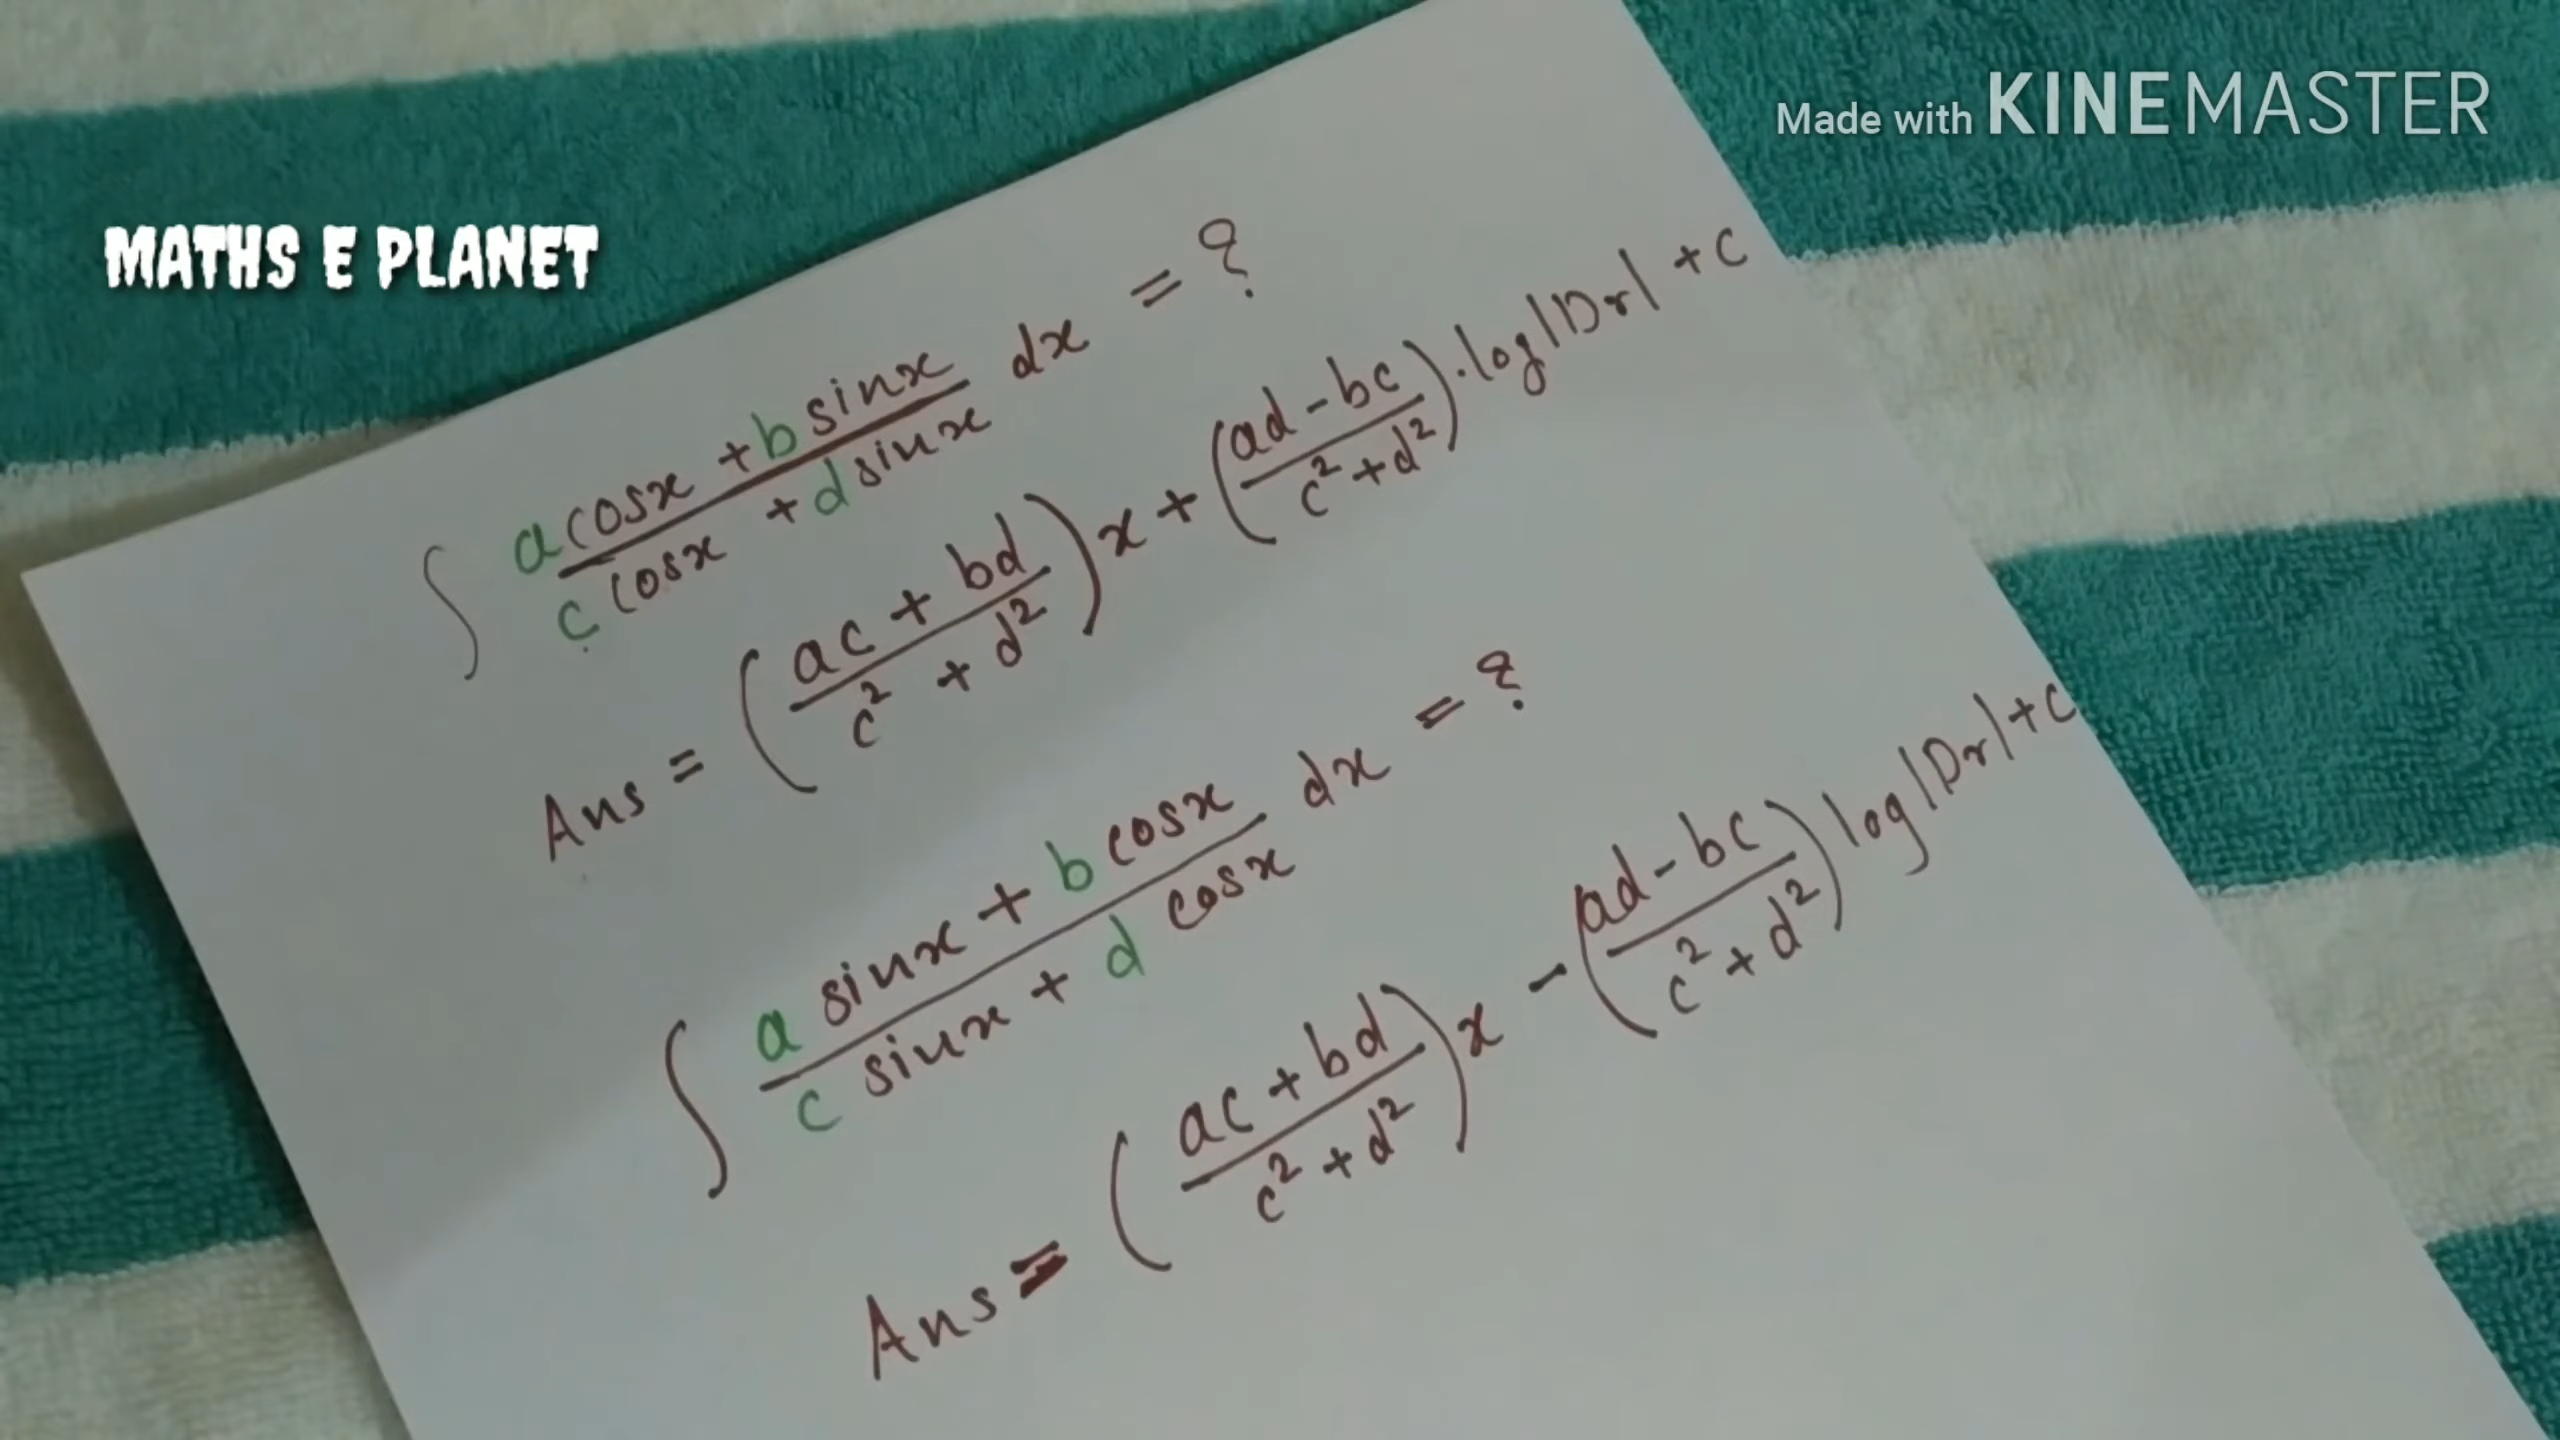 Made with KINEMASTER
MATHS E PLANET
∫ (a cosx + b sinx)/(c cosx + d sinx) dx = ?
Ans = ((ac + bd)/(c² + d²)) x + ((ad - bc)/(c² + d²)) . log|Dr| + c
∫ (a sinx + b cosx)/(c sinx + d cosx) dx = ?
Ans = ((ac + bd)/(c² + d²)) x - ((ad - bc)/(c² + d²)) log|Dr| + c